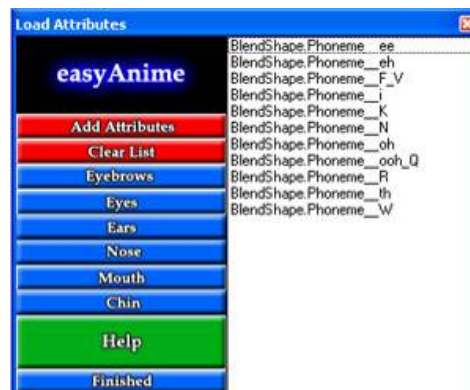 Load Attributes
easyAnime
Add Attributes
Clear List
Eyebrows
Eyes
Ears
Nose
Mouth
Chin
Help
Finished
BlendShape.Phoneme__ee
BlendShape.Phoneme__eh
BlendShape.Phoneme__F_V
BlendShape.Phoneme__i
BlendShape.Phoneme__K
BlendShape.Phoneme__N
BlendShape.Phoneme__oh
BlendShape.Phoneme__ooh_Q
BlendShape.Phoneme__R
BlendShape.Phoneme__th
BlendShape.Phoneme__W